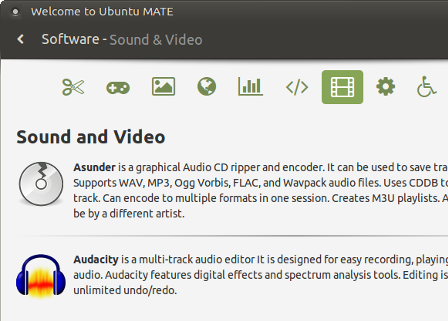 Welcome to Ubuntu MATE
Software - Sound & Video
Sound and Video
Asunder is a graphical Audio CD ripper and encoder. It can be used to save tra
Supports WAV, MP3, Ogg Vorbis, FLAC, and Wavpack audio files. Uses CDDB to
track. Can encode to multiple formats in one session. Creates M3U playlists. A
be by a different artist.
Audacity is a multi-track audio editor It is designed for easy recording, playing
audio. Audacity features digital effects and spectrum analysis tools. Editing is
unlimited undo/redo.